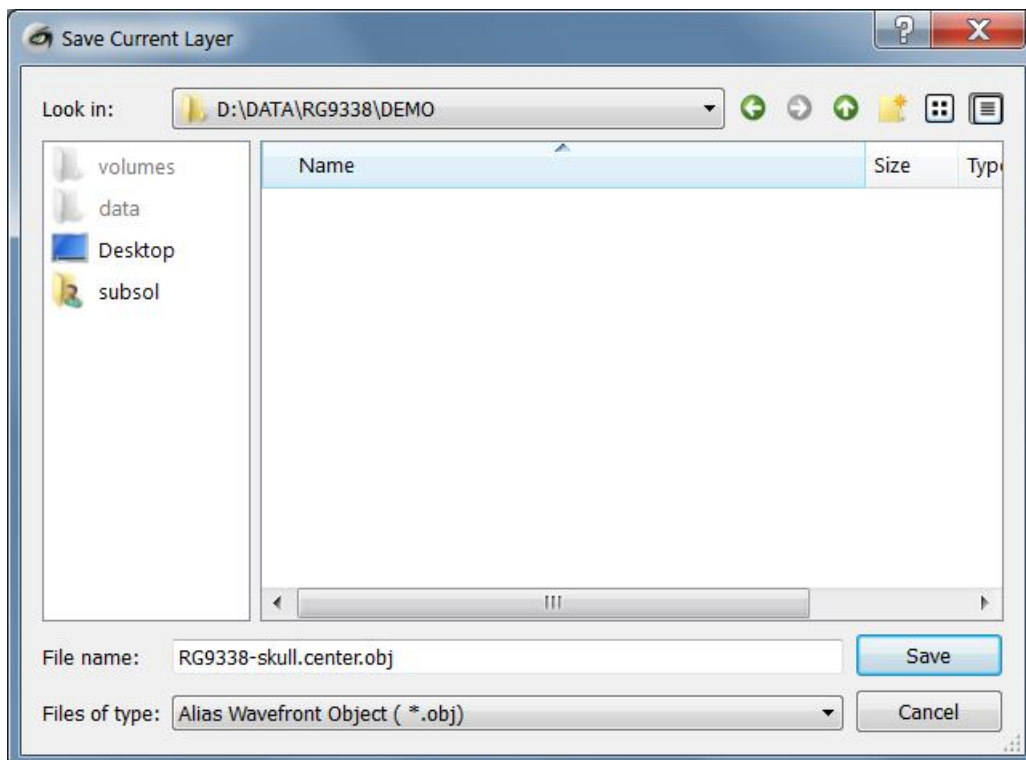 Save Current Layer
Look in: D:\DATA\RG9338\DEMO
Name Size Typ
volumes
data
Desktop
subsol
File name: RG9338-skull.center.obj Save
Files of type: Alias Wavefront Object ( *.obj) Cancel